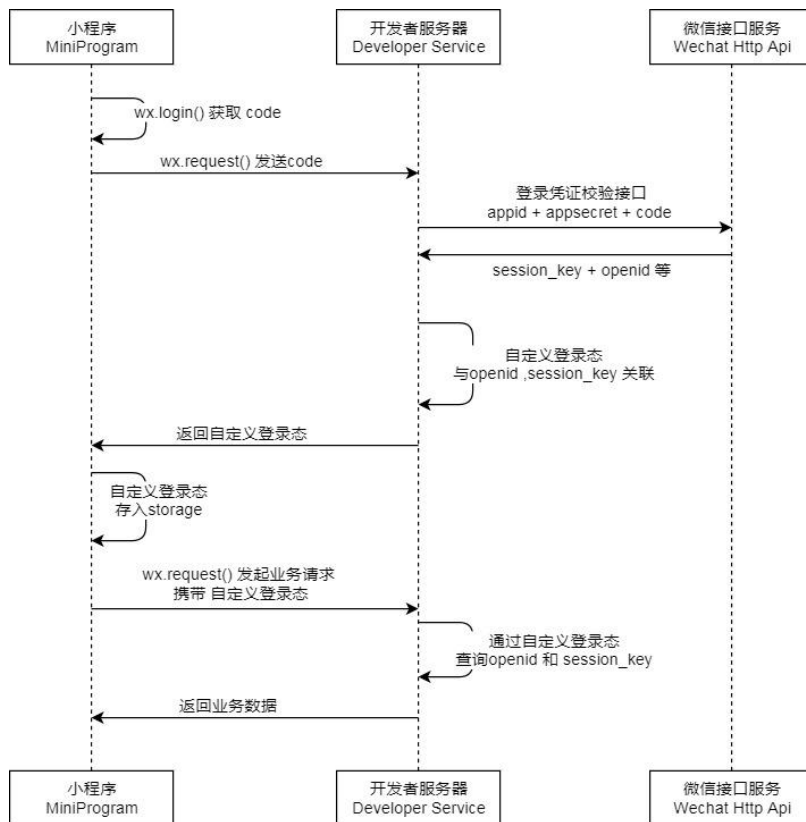 小程序
MiniProgram
开发者服务器
Developer Service
微信接口服务
Wechat Http Api
wx.login() 获取 code
wx.request() 发送code
登录凭证校验接口
appid + appsecret + code
session_key + openid 等
自定义登录态
与openid ,session_key 关联
返回自定义登录态
自定义登录态
存入storage
wx.request() 发起业务请求
携带 自定义登录态
通过自定义登录态
查询openid 和 session_key
返回业务数据
小程序
MiniProgram
开发者服务器
Developer Service
微信接口服务
Wechat Http Api